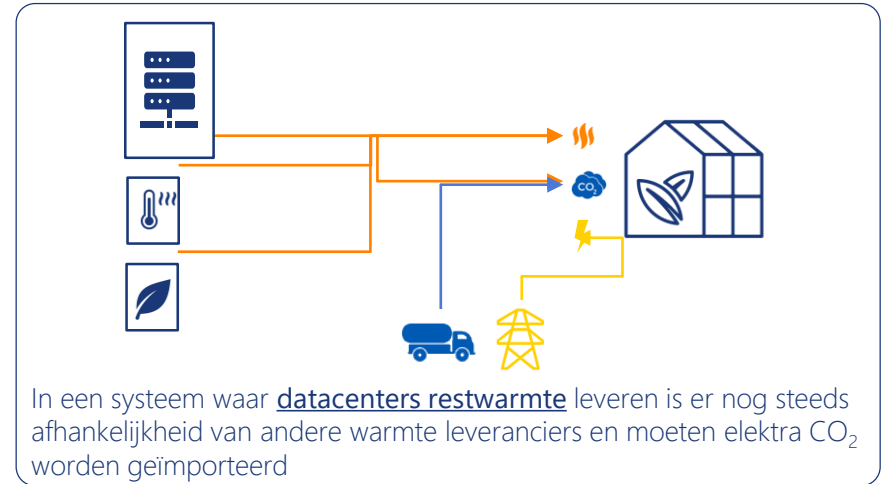 CO₂
In een systeem waar datacenters restwarmte leveren is er nog steeds
afhankelijkheid van andere warmte leveranciers en moeten elektra CO₂
worden geïmporteerd